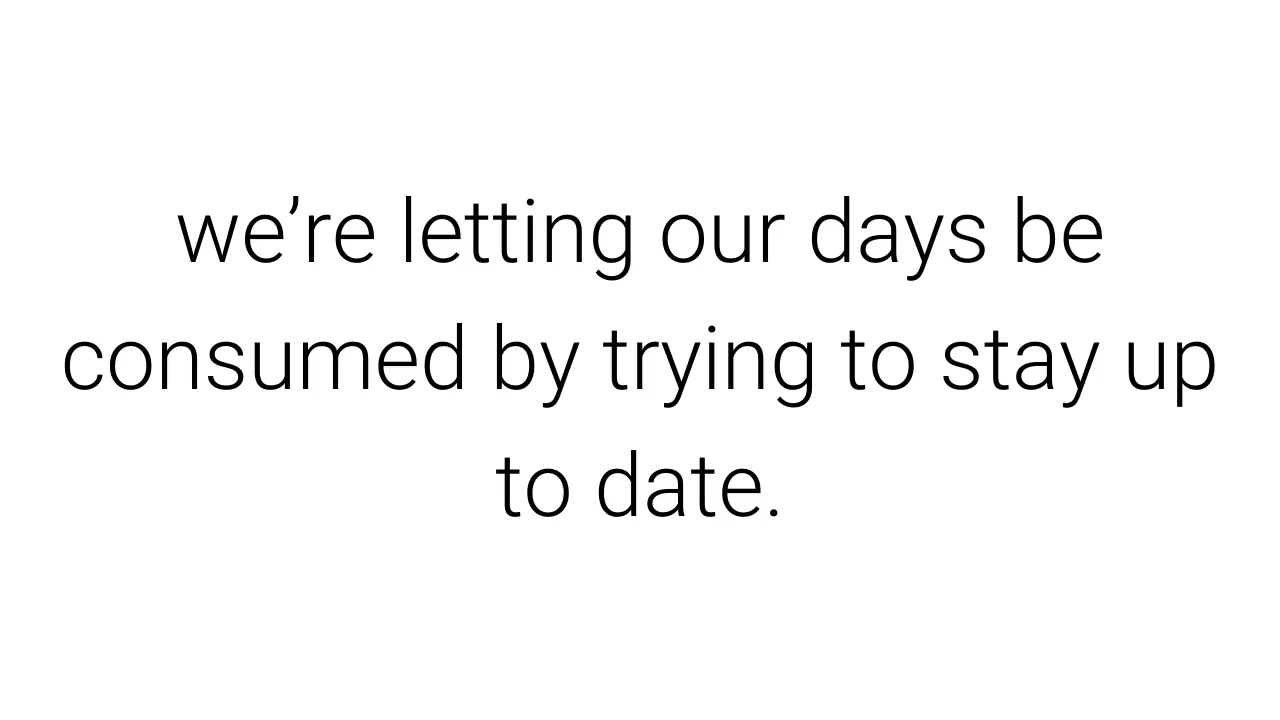 we’re letting our days be
consumed by trying to stay up
to date.